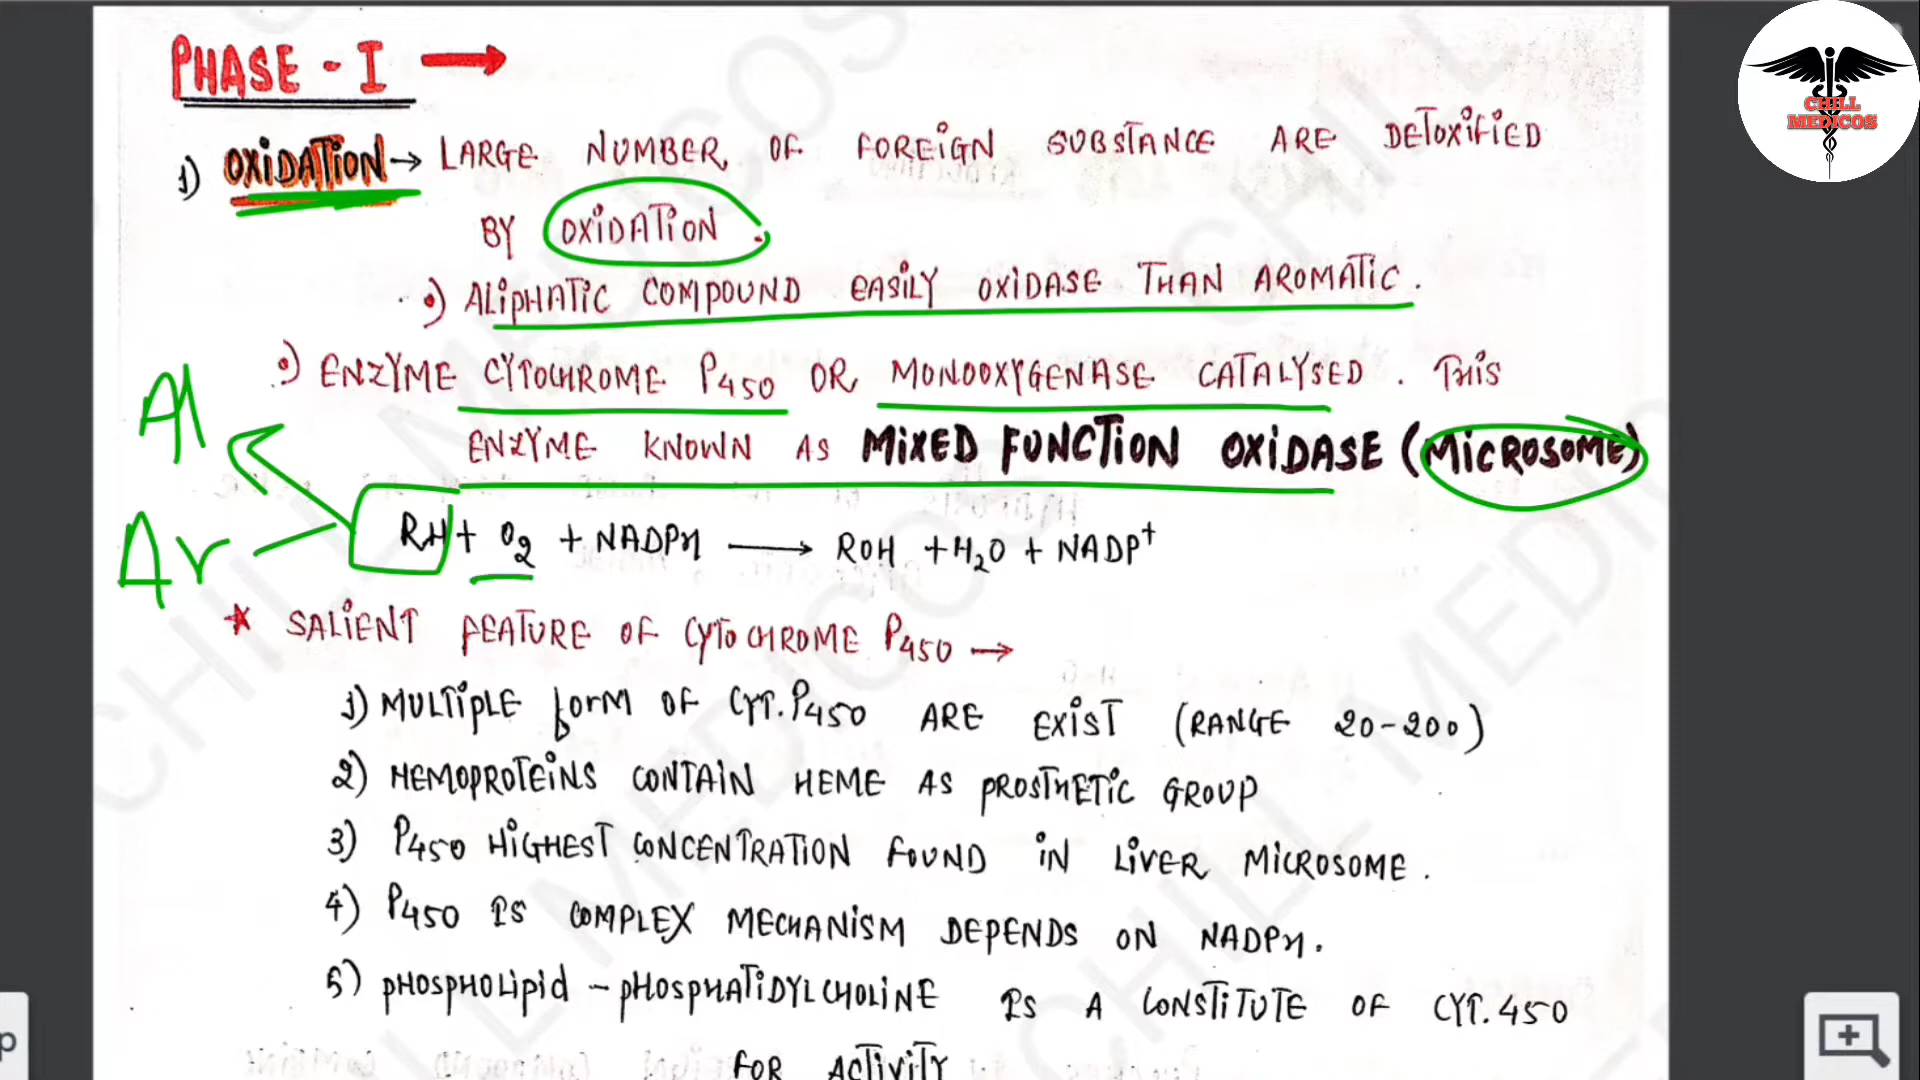 PHASE - I →
1) OXiDATiON → LARGE NUMBER OF FOREiGN SUBSTANCE ARE DETOXiFiED
BY OXiDATiON.
•) ALiPHATiC COMPOUND EASiLY OXiDASE THAN AROMATiC.
•) ENZYME CYTOCHROME P450 OR MONOOXYGENASE CATALYSED. THiS
ENZYME KNOWN AS MiXED FUNCTiON OXiDASE (MiCROSOME)
Al
Ar
RH + O2 + NADPH → ROH + H2O + NADP+
* SALiENT FEATURE OF CYTOCHROME P450 →
1) MULTiPLE form OF CYT. P450 ARE EXiST (RANGE 20-200)
2) HEMOPROTEiNS CONTAiN HEME AS PROSTHETiC GROUP
3) P450 HiGHEST CONCENTRATiON FOUND iN LiVER MiCROSOME.
4) P450 IS COMPLEX MECHANiSM DEPENDS ON NADPH.
5) PHOSPHOLipid - PHOSPHATiDYLCHOLiNE IS A CONSTiTUTE OF CYT. 450
FOR ACTiViTY
CHILL
MEDICOS
p